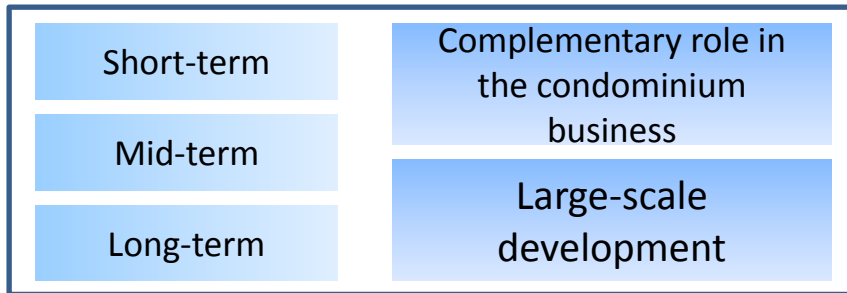 Short-term
Mid-term
Long-term
Complementary role in
the condominium
business
Large-scale
development